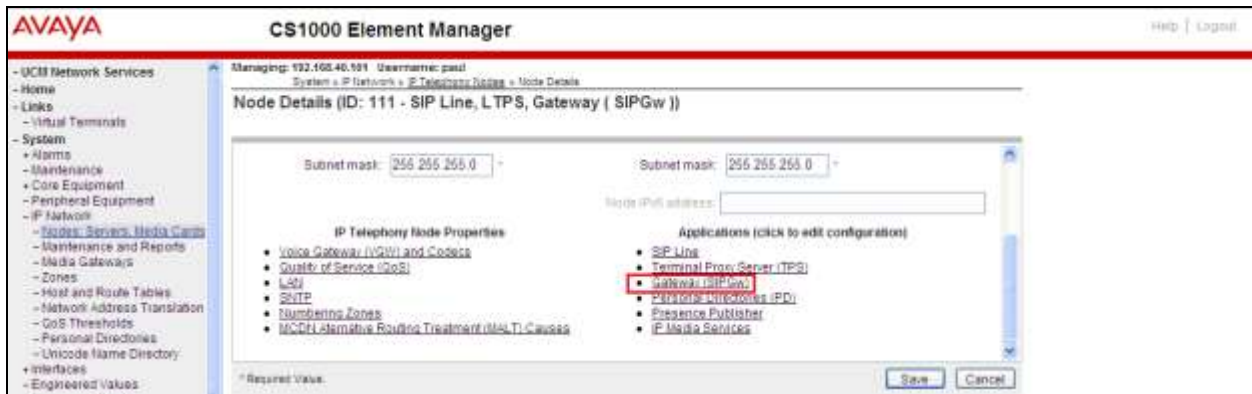 AVAYA
CS1000 Element Manager
Help | Logout
- UCM Network Services
- Home
- Links
- Virtual Terminals
- System
+ Alarms
- Maintenance
+ Core Equipment
- Peripheral Equipment
- IP Network
- Nodes: Servers, Media Cards
- Maintenance and Reports
- Media Gateways
- Zones
- Host and Route Tables
- Network Address Translation
- QoS Thresholds
- Personal Directories
- Unicode Name Directory
+ Interfaces
- Engineered Values
Managing: 192.168.40.101 Username: paul
System » IP Network » IP Telephony Nodes » Node Details
Node Details (ID: 111 - SIP Line, LTPS, Gateway ( SIPGw ))
Subnet mask: 255.255.255.0 *
Subnet mask: 255.255.255.0 *
Node IPv6 address:
IP Telephony Node Properties
• Voice Gateway (VGW) and Codecs
• Quality of Service (QoS)
• LAN
• SNTP
• Numbering Zones
• MCDN Alternative Routing Treatment (MALT) Causes
Applications (click to edit configuration)
• SIP Line
• Terminal Proxy Server (TPS)
• Gateway (SIPGw)
• Personal Directories (PD)
• Presence Publisher
• IP Media Services
* Required Value.
Save
Cancel